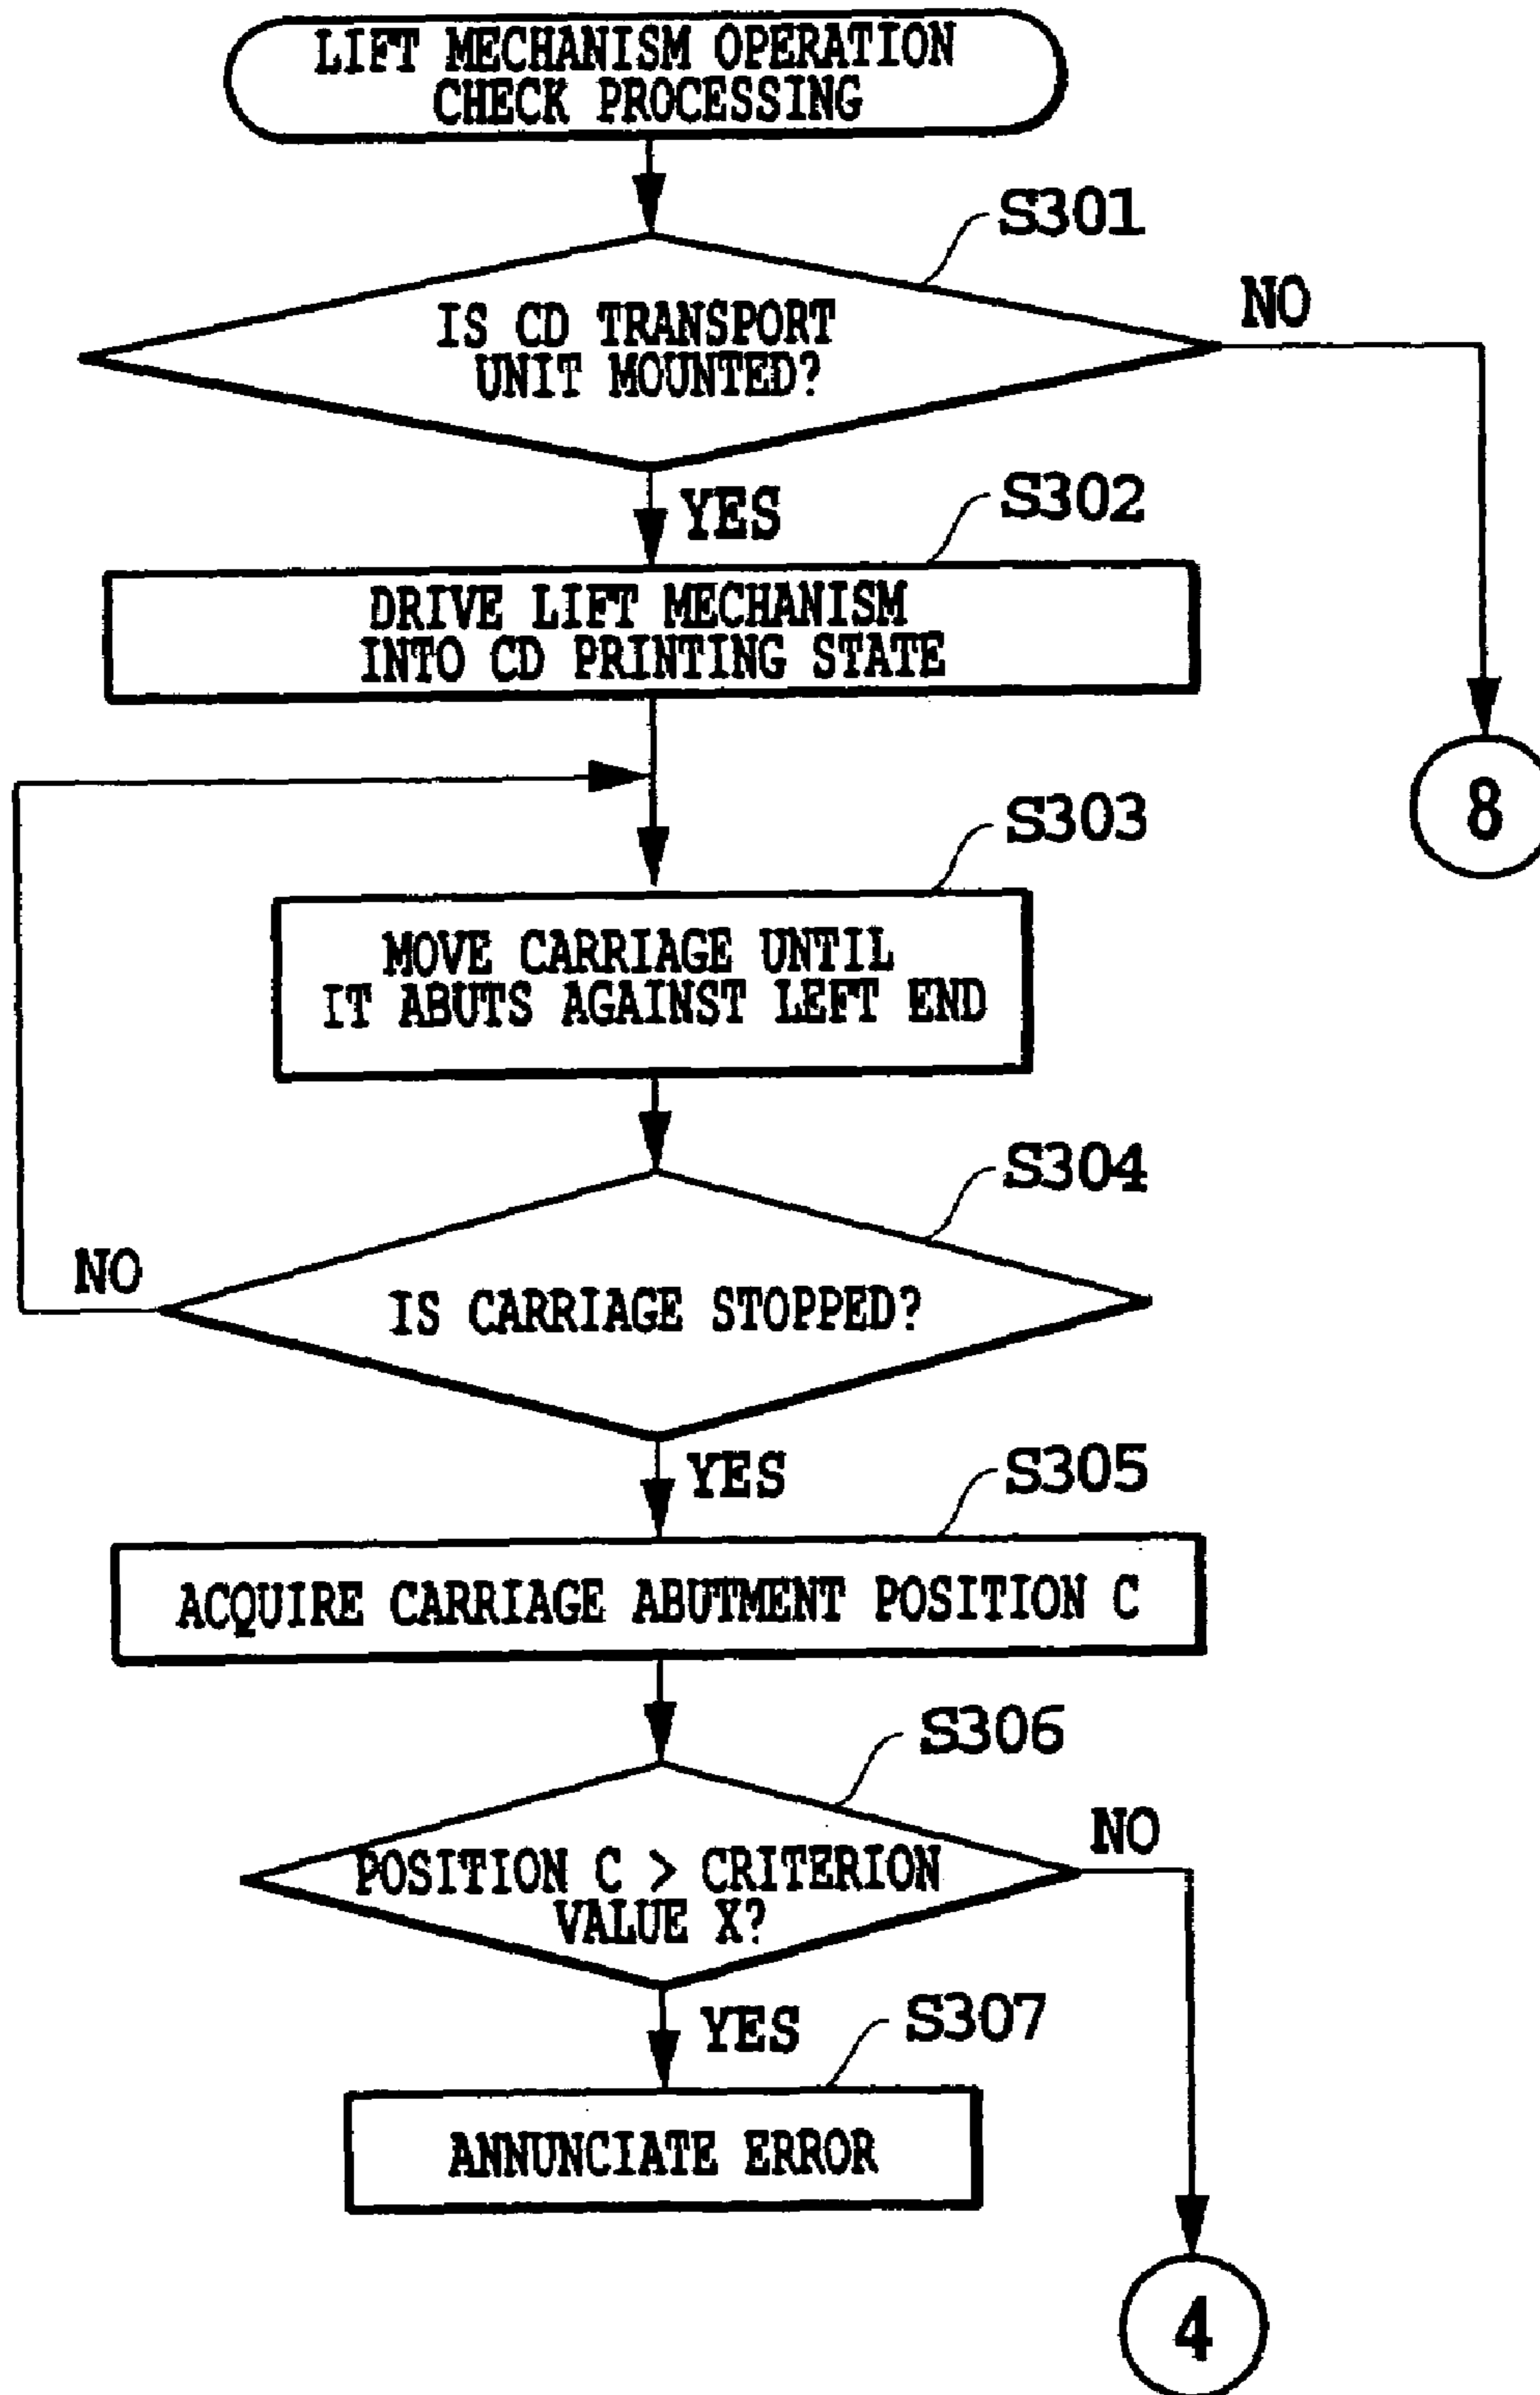 LIFT MECHANISM OPERATION
CHECK PROCESSING
S301
IS CD TRANSPORT
UNIT MOUNTED?
NO
YES
S302
DRIVE LIFT MECHANISM
INTO CD PRINTING STATE
8
S303
MOVE CARRIAGE UNTIL
IT ABUTS AGAINST LEFT END
S304
IS CARRIAGE STOPPED?
NO
YES
S305
ACQUIRE CARRIAGE ABUTMENT POSITION C
S306
POSITION C > CRITERION
VALUE X?
NO
YES
S307
ANNUNCIATE ERROR
4